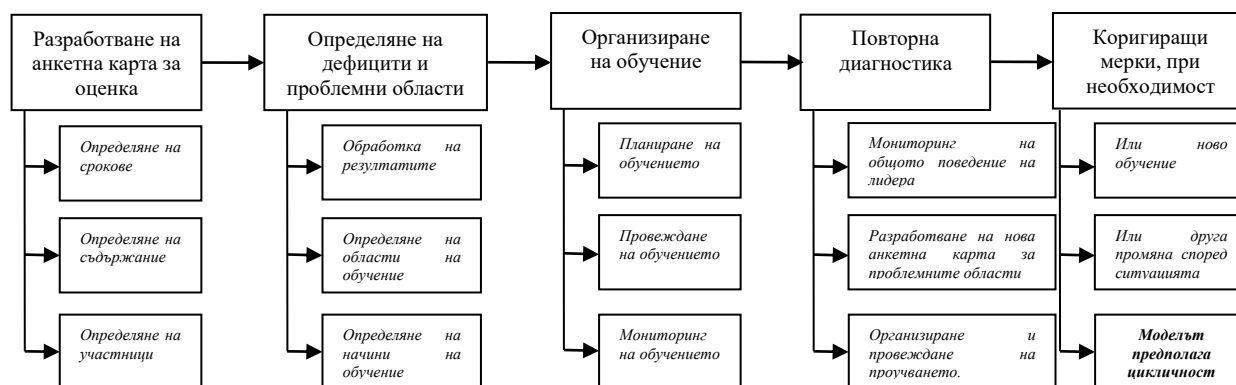 Разработване на
анкетна карта за
оценка
Определяне на
дефицити и
проблемни области
Организиране
на обучение
Повторна
диагностика
Коригиращи
мерки, при
необходимост
Определяне на
срокове
Обработка на
резултатите
Планиране на
обучението
Мониторинг на
общото поведение на
лидера
Или ново
обучение
Определяне на
съдържание
Определяне на
области на
обучение
Провеждане
на обучението
Разработване на нова
анкетна карта за
проблемните области
Или друга
промяна според
ситуацията
Определяне на
участници
Определяне на
начини на
обучение
Мониторинг
на обучението
Организиране и
провеждане на
проучването.
Моделът
предполага
цикличност